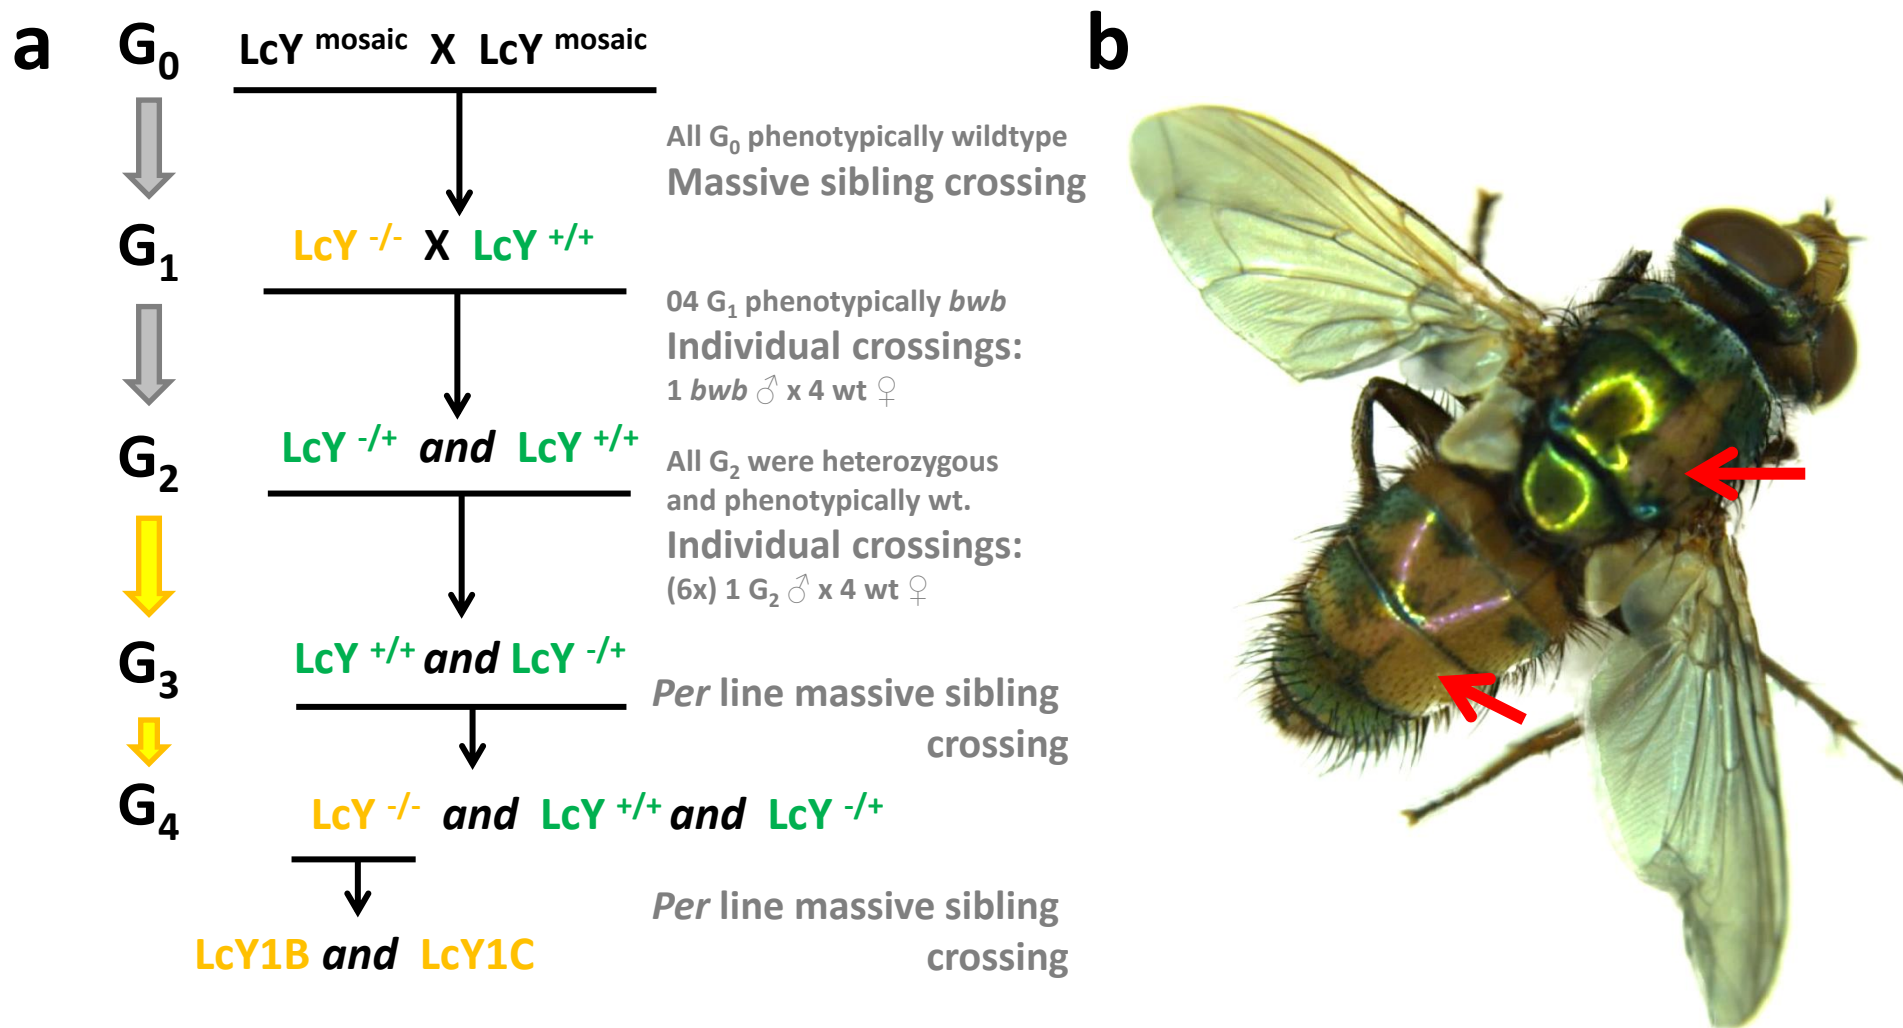 a
b
G0
LcY mosaic X LcY mosaic
All G0 phenotypically wildtype
Massive sibling crossing
G1
LcY -/- X LcY +/+
04 G1 phenotypically bwb
Individual crossings:
1 bwb ♂ x 4 wt ♀
G2
LcY -/+ and LcY +/+
All G2 were heterozygous
and phenotypically wt.
Individual crossings:
(6x) 1 G2 ♂ x 4 wt ♀
G3
LcY +/+ and LcY -/+
Per line massive sibling
crossing
G4
LcY -/- and LcY +/+ and LcY -/+
Per line massive sibling
crossing
LcY1B and LcY1C